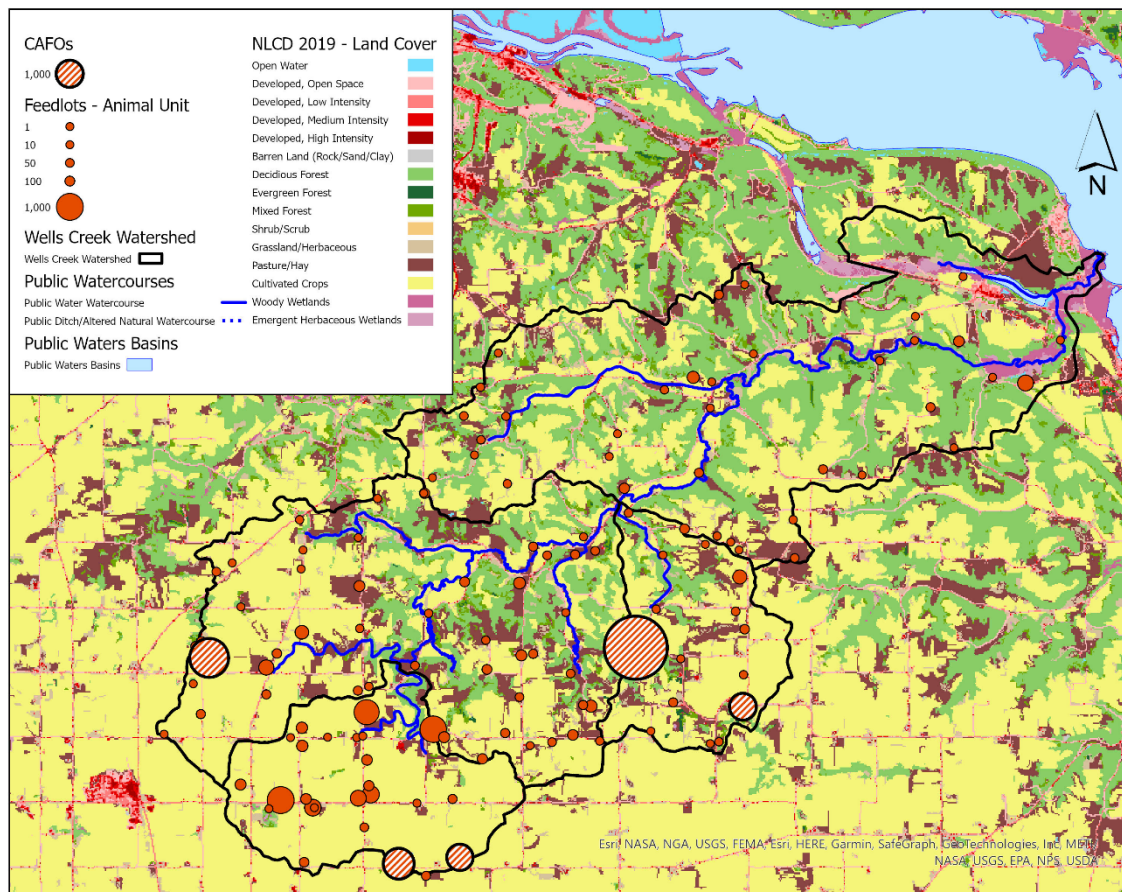 CAFOs
1,000
Feedlots - Animal Unit
1
10
50
100
1,000
Wells Creek Watershed
Wells Creek Watershed
Public Watercourses
Public Water Watercourse
Public Ditch/Altered Natural Watercourse
Public Waters Basins
Public Waters Basins
NLCD 2019 - Land Cover
Open Water
Developed, Open Space
Developed, Low Intensity
Developed, Medium Intensity
Developed, High Intensity
Barren Land (Rock/Sand/Clay)
Decidious Forest
Evergreen Forest
Mixed Forest
Shrub/Scrub
Grassland/Herbaceous
Pasture/Hay
Cultivated Crops
Woody Wetlands
Emergent Herbaceous Wetlands
N
Esri, NASA, NGA, USGS, FEMA, Esri, HERE, Garmin, SafeGraph, GeoTechnologies, Inc, METI/
NASA, USGS, EPA, NPS, USDA